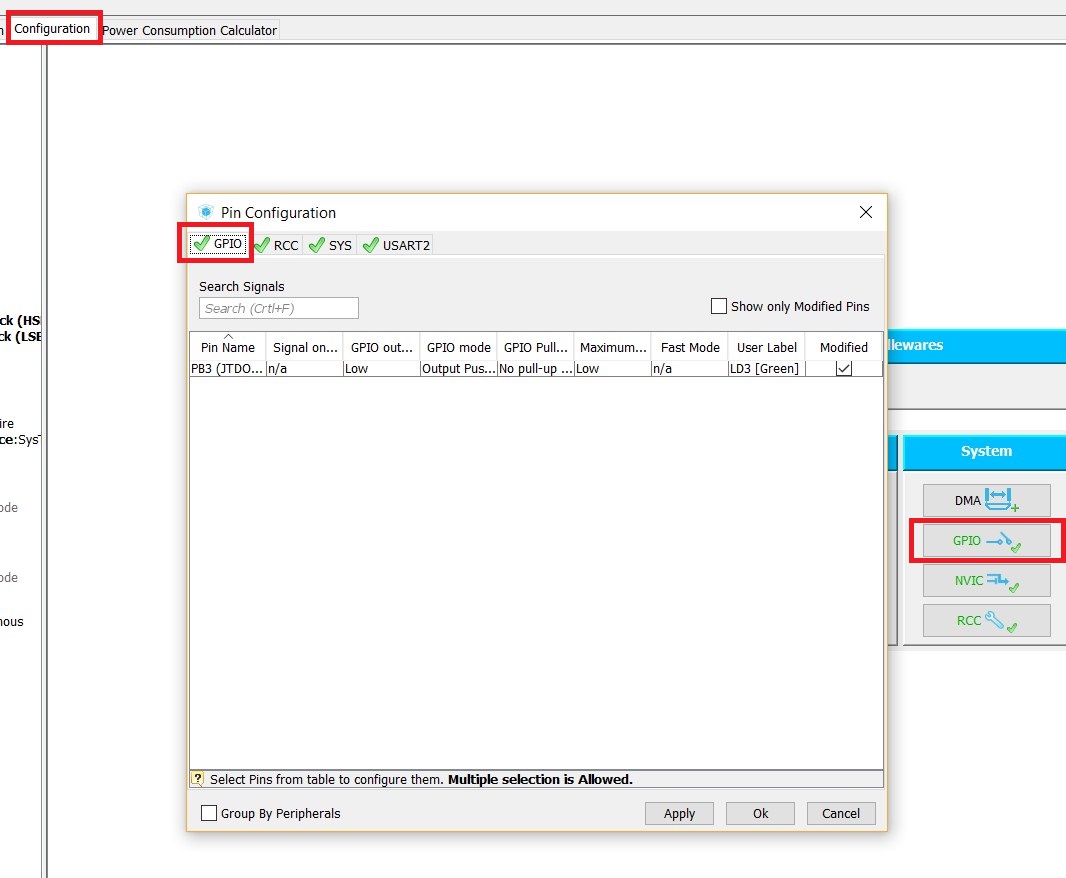 Configuration
Power Consumption Calculator
Pin Configuration
GPIO RCC SYS USART2
Search Signals
Search (Crtl+F)
Show only Modified Pins
Pin Name Signal on... GPIO out... GPIO mode GPIO Pull... Maximum... Fast Mode User Label Modified
PB3 (JTDO... n/a Low Output Pus... No pull-up ... Low n/a LD3 [Green]
ck (HS
ck (LSE
ire
ce:SysT
ode
ode
nous
lewares
System
DMA
GPIO
NVIC
RCC
? Select Pins from table to configure them. Multiple selection is Allowed.
Group By Peripherals
Apply Ok Cancel